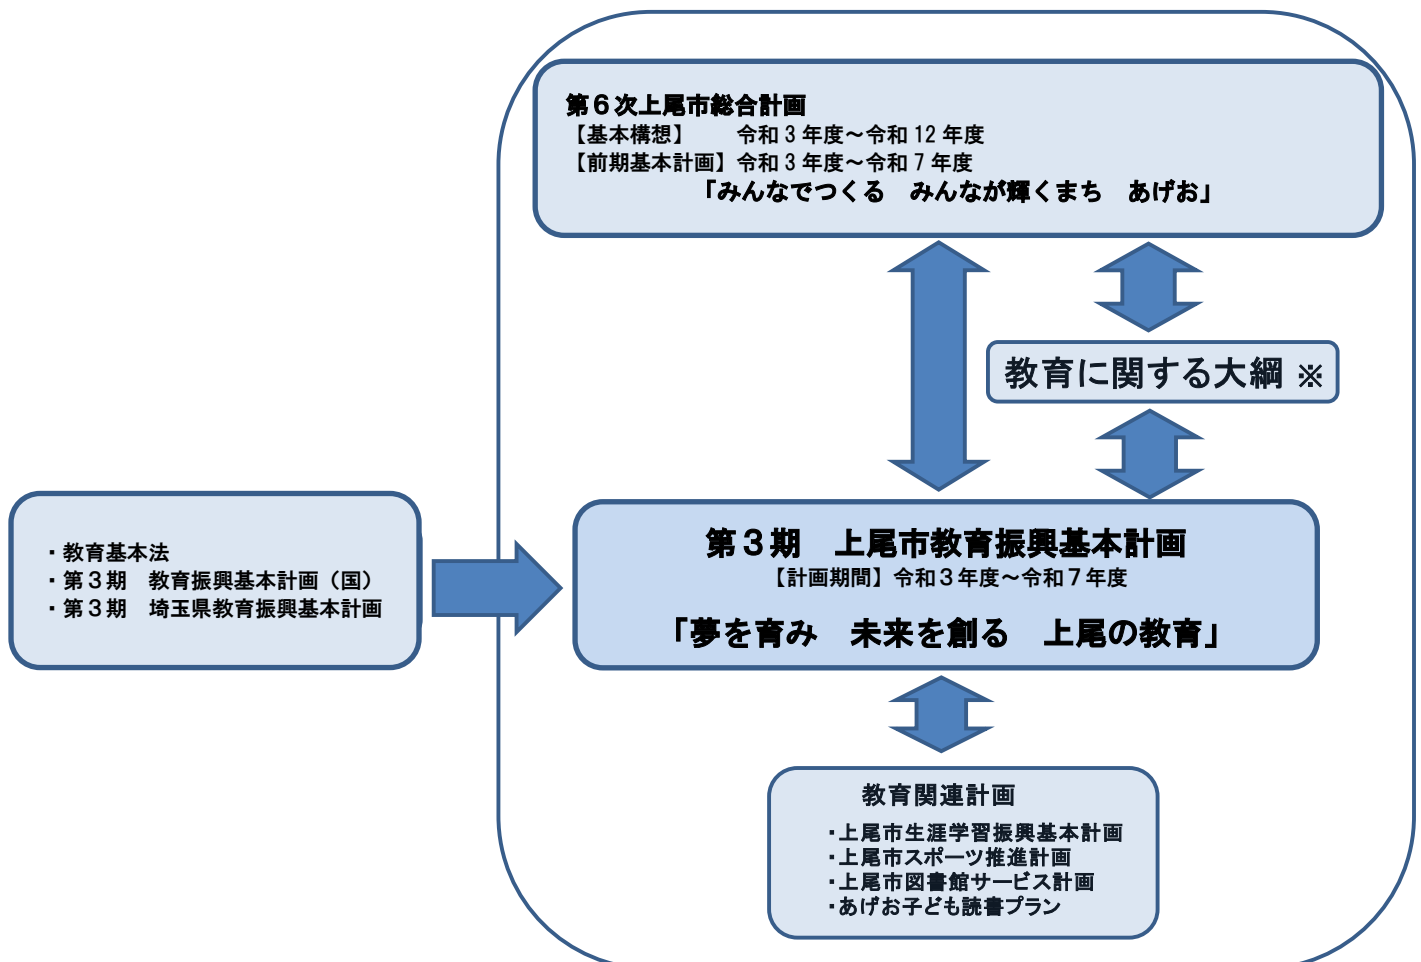 第６次上尾市総合計画
【基本構想】　　令和３年度～令和12年度
【前期基本計画】令和３年度～令和７年度
「みんなでつくる　みんなが輝くまち　あげお」
教育に関する大綱 ※
・教育基本法
・第３期　教育振興基本計画（国）
・第３期　埼玉県教育振興基本計画
第３期　上尾市教育振興基本計画
【計画期間】令和３年度～令和７年度
「夢を育み　未来を創る　上尾の教育」
教育関連計画
・上尾市生涯学習振興基本計画
・上尾市スポーツ推進計画
・上尾市図書館サービス計画
・あげお子ども読書プラン